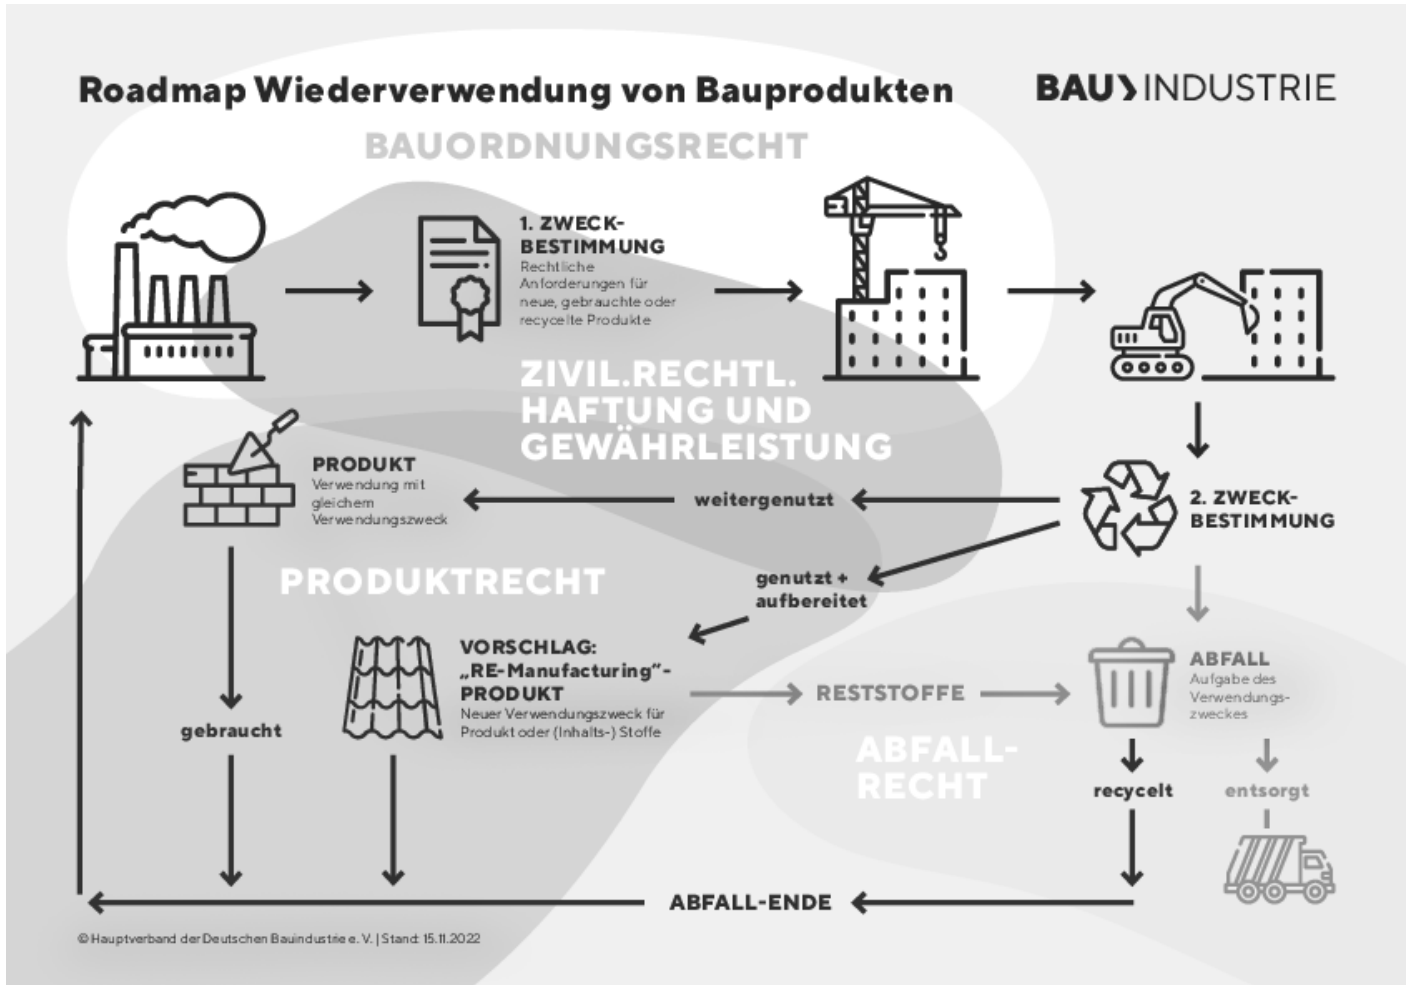 Roadmap Wiederverwendung von Bauprodukten
BAU INDUSTRIE
BAUORDNUNGSRECHT
1. ZWECK-
BESTIMMUNG
Rechtliche
Anforderungen für
neue, gebrauchte oder
recycelte Produkte
ZIVIL.RECHTL.
HAFTUNG UND
GEWÄHRLEISTUNG
PRODUKT
Verwendung mit
gleichem
Verwendungszweck
weitergenutzt
2. ZWECK-
BESTIMMUNG
PRODUKTRECHT
genutzt +
aufbereitet
VORSCHLAG:
„RE-Manufacturing“-
PRODUKT
Neuer Verwendungszweck für
Produkt oder (Inhalts-) Stoffe
RESTSTOFFE
ABFALL
Aufgabe des
Verwendungs-
zweckes
gebraucht
ABFALL-
RECHT
recycelt
entsorgt
ABFALL-ENDE
© Hauptverband der Deutschen Bauindustrie e. V. | Stand: 15.11.2022